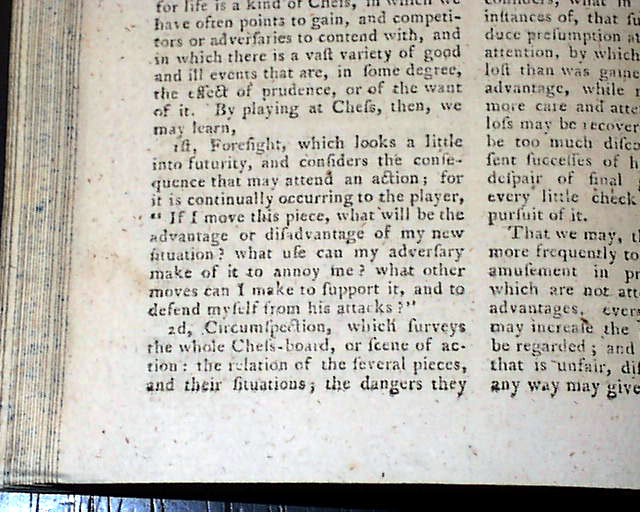 for life is a kind of Cheſs, in which we
have often points to gain, and competi-
tors or adverſaries to contend with, and
in which there is a vaſt variety of good
and ill events that are, in ſome degree,
the effect of prudence, or of the want
of it. By playing at Cheſs, then, we
may learn,
1ſt, Foreſight, which looks a little
into futurity, and conſiders the conſe-
quence that may attend an action; for
it is continually occurring to the player,
" If I move this piece, what will be the
advantage or diſadvantage of my new
ſituation? what uſe can my adverſary
make of it to annoy me? what other
moves can I make to ſupport it, and to
defend myſelf from his attacks?"
2d, Circumſpection, which ſurveys
the whole Cheſs-board, or ſcene of ac-
tion: the relation of the ſeveral pieces,
and their ſituations; the dangers they
inſtances of, that
duce preſumption
attention, by which
loſt than was
advantage, while
more care and
loſs may be
be too much
ſent ſucceſſes of
deſpair of final
every little check
purſuit of it.
That we may,
more frequently to
amuſement in
which are not
advantages,
may increaſe the
be regarded; and
that is unfair,
any way may give